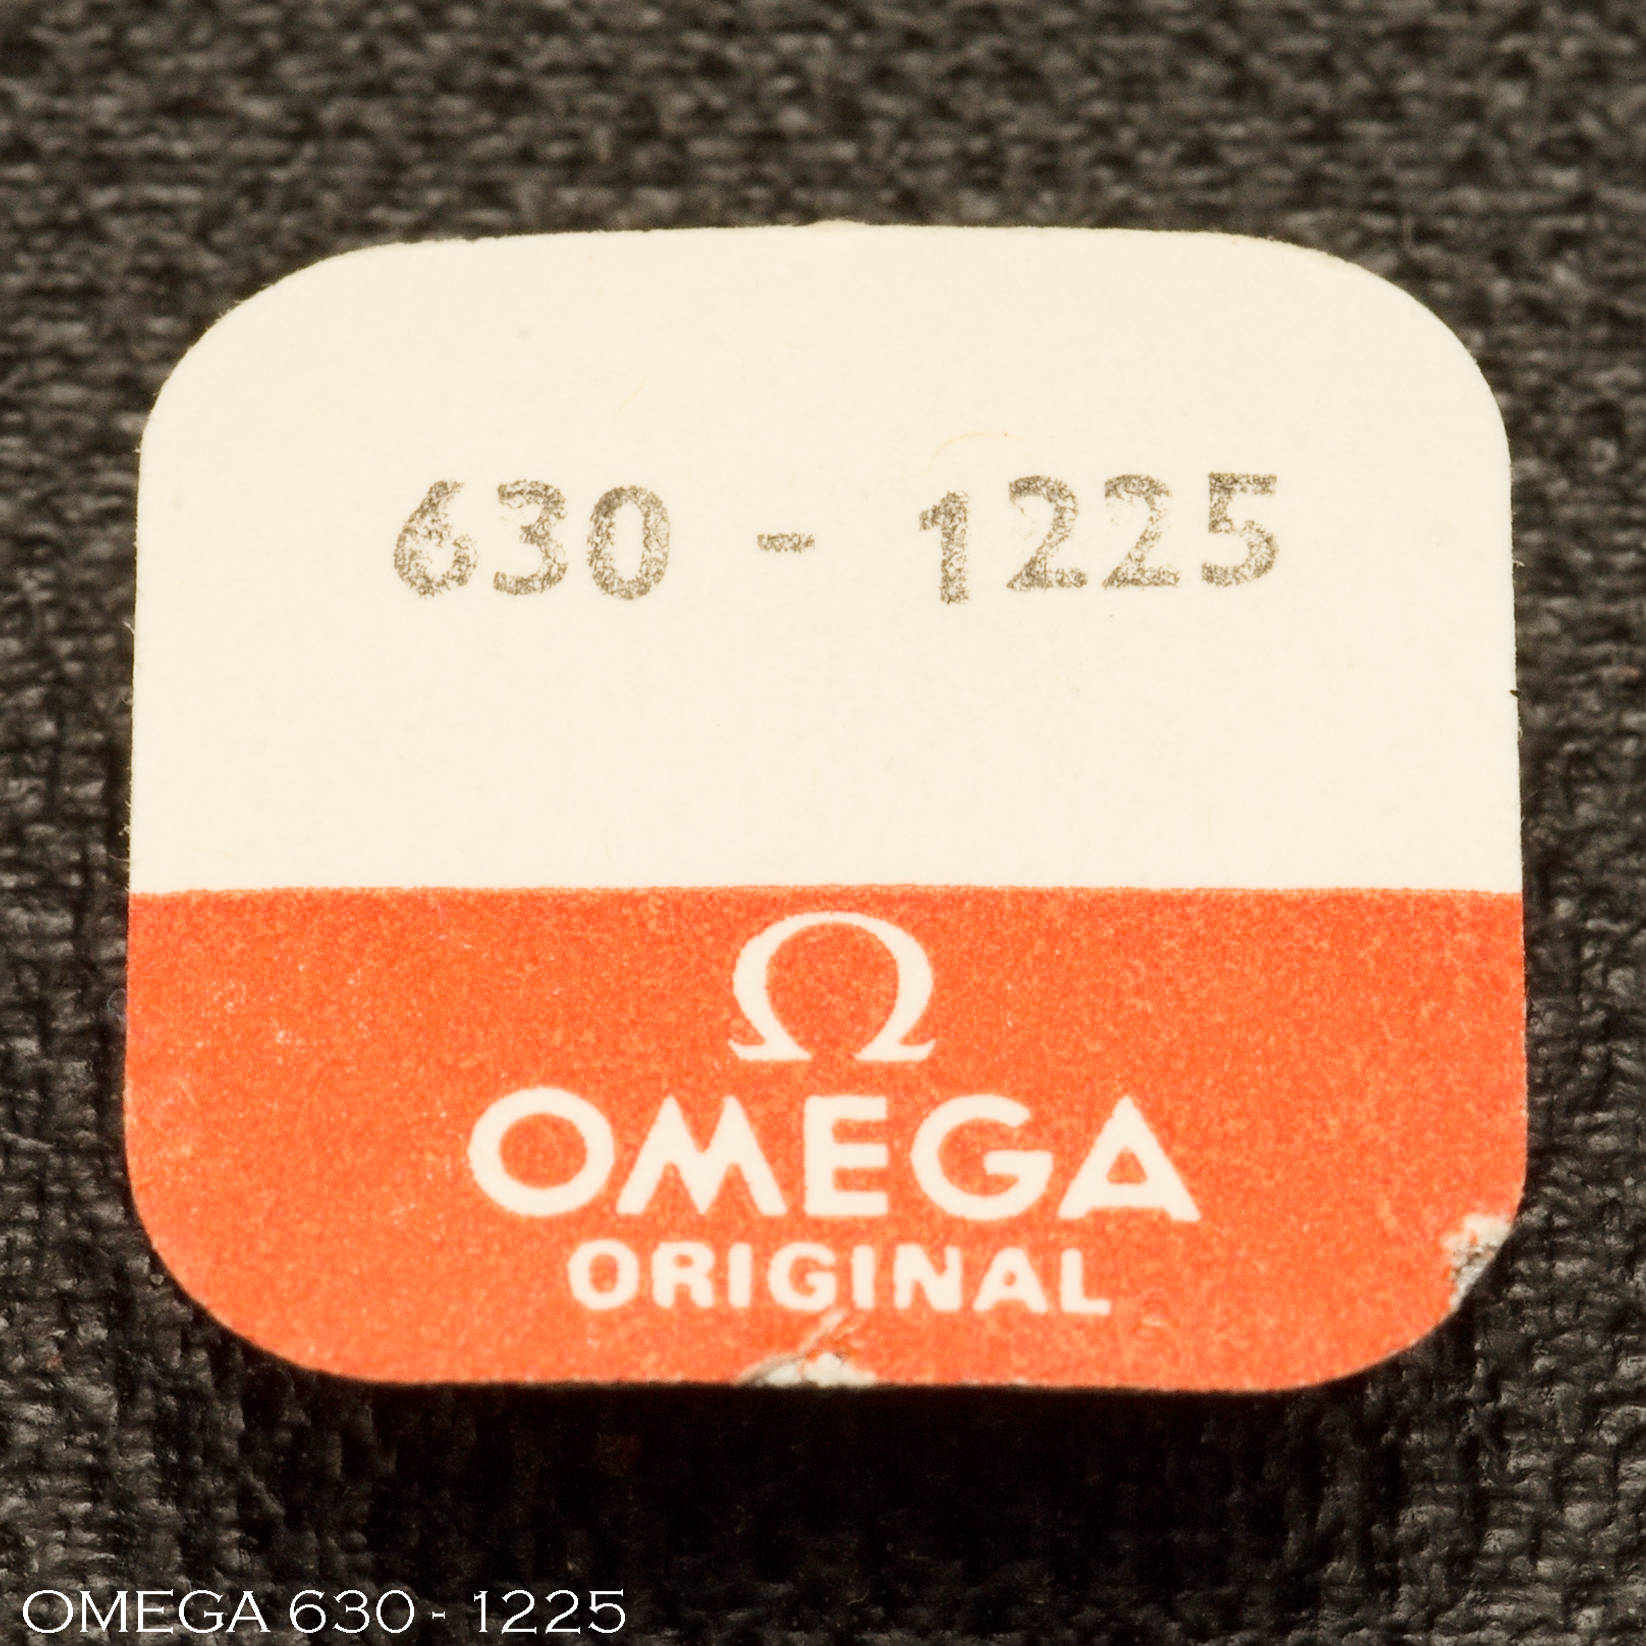 630 - 1225
Ω
OMEGA
ORIGINAL
OMEGA 630 - 1225